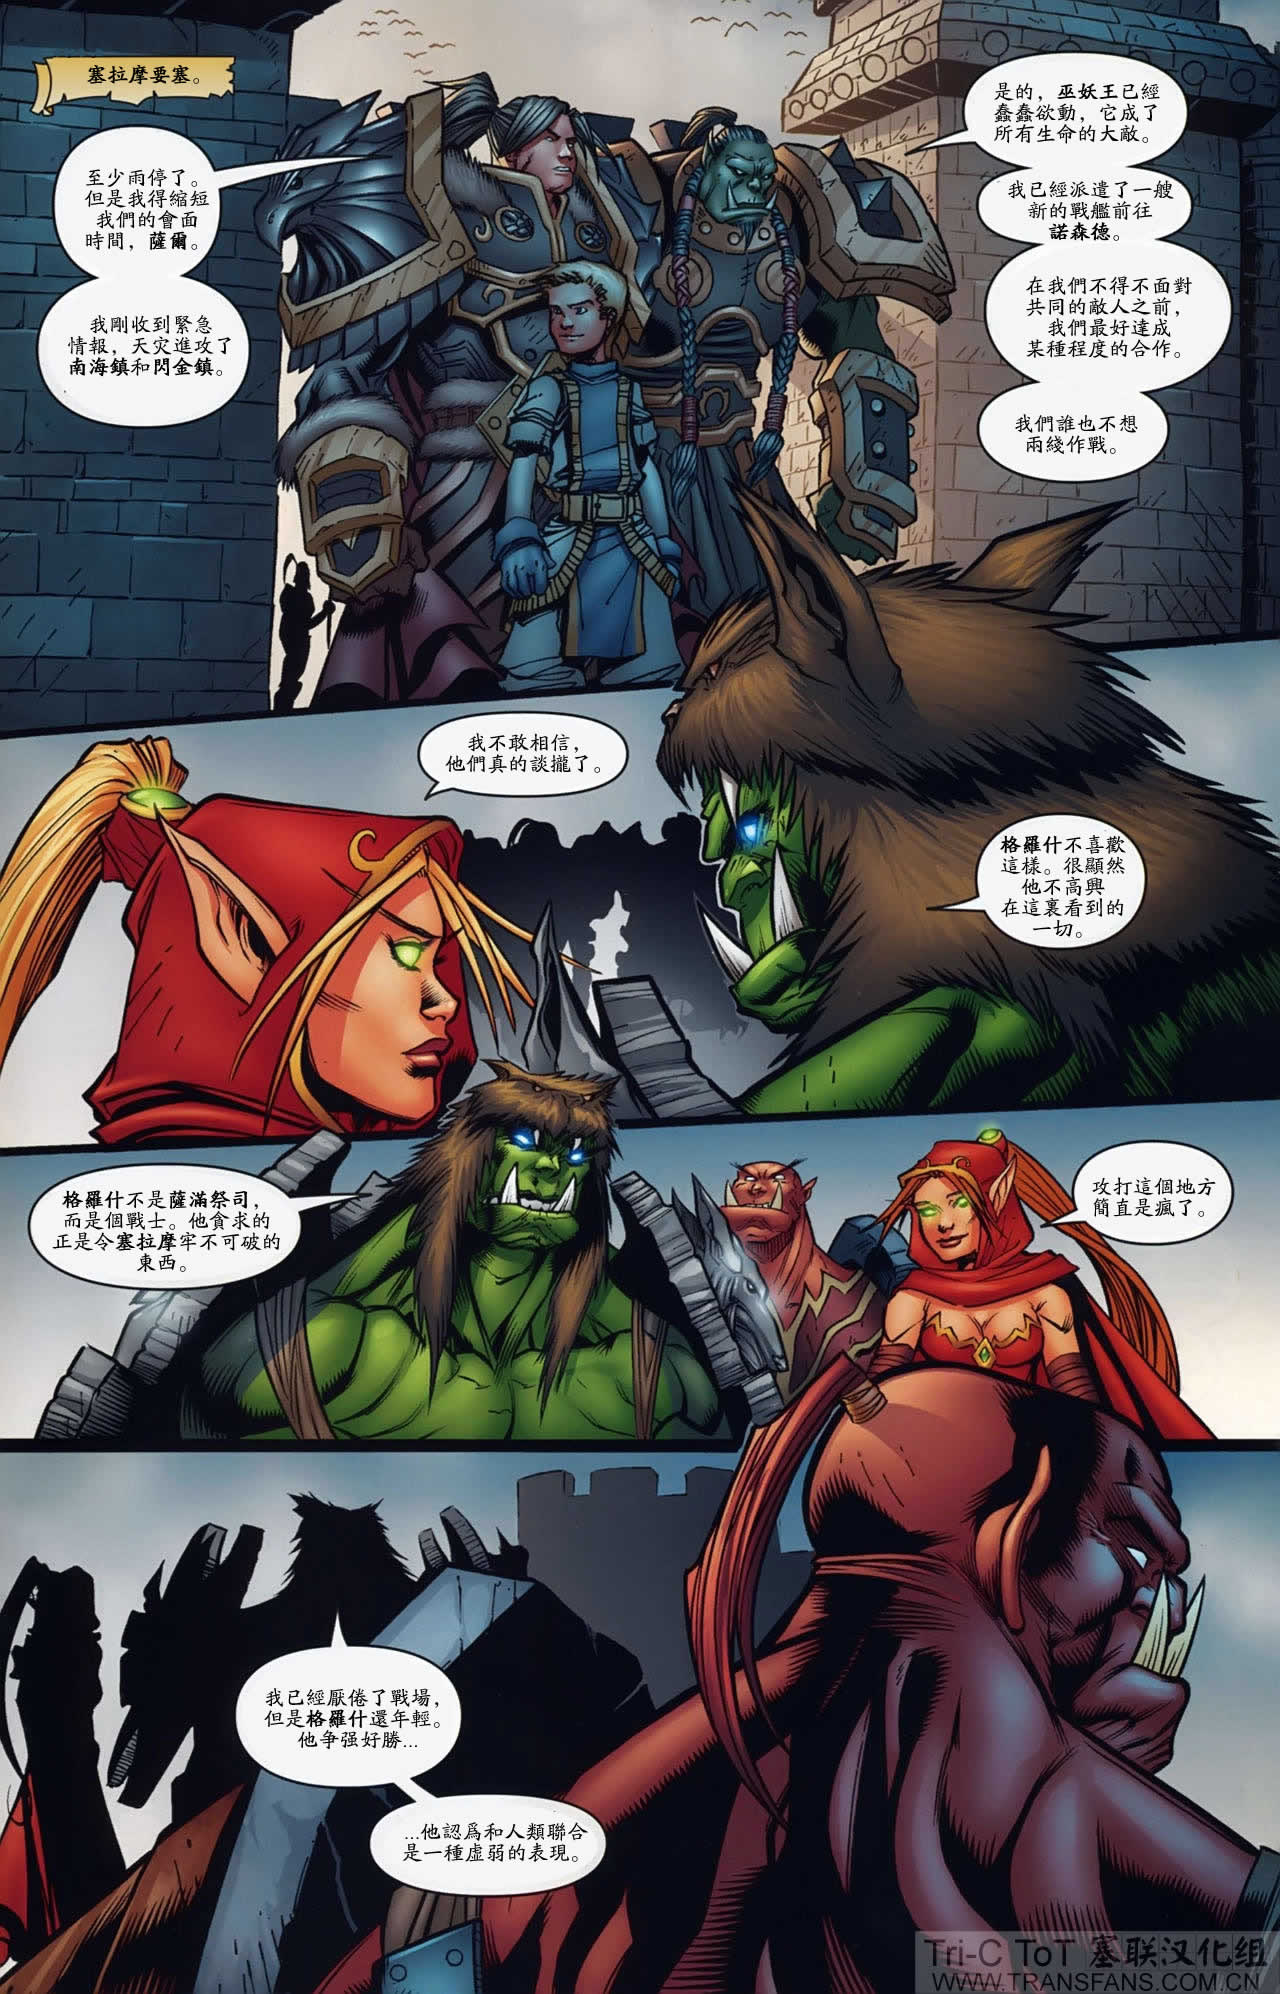 塞拉摩要塞。
至少雨停了。
但是我得縮短
我們的會面
時間，薩爾。
我剛收到緊急
情報，天灾進攻了
南海鎮和閃金鎮。
是的，巫妖王已經
蠢蠢欲動，它成了
所有生命的大敵。
我已經派遣了一艘
新的戰艦前往
諾森德。
在我們不得不面對
共同的敵人之前，
我們最好達成
某種程度的合作。
我們誰也不想
兩綫作戰。
我不敢相信，
他們真的談攏了。
格羅什不喜歡
這樣。很顯然
他不高興
在這裏看到的
一切。
格羅什不是薩滿祭司，
而是個戰士。他貪求的
正是令塞拉摩牢不可破的
東西。
攻打這個地方
簡直是瘋了。
我已經厭倦了戰場，
但是格羅什還年輕。
他争强好勝...
...他認爲和人類聯合
是一種虚弱的表現。
Tri-C ToT 塞联汉化组
WWW.TRANSFANS.COM.CN